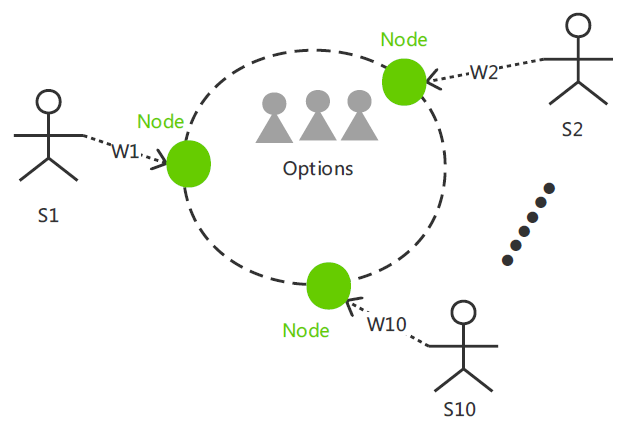 Node
W2
S2
Node
W1
Options
S1
W10
Node
S10